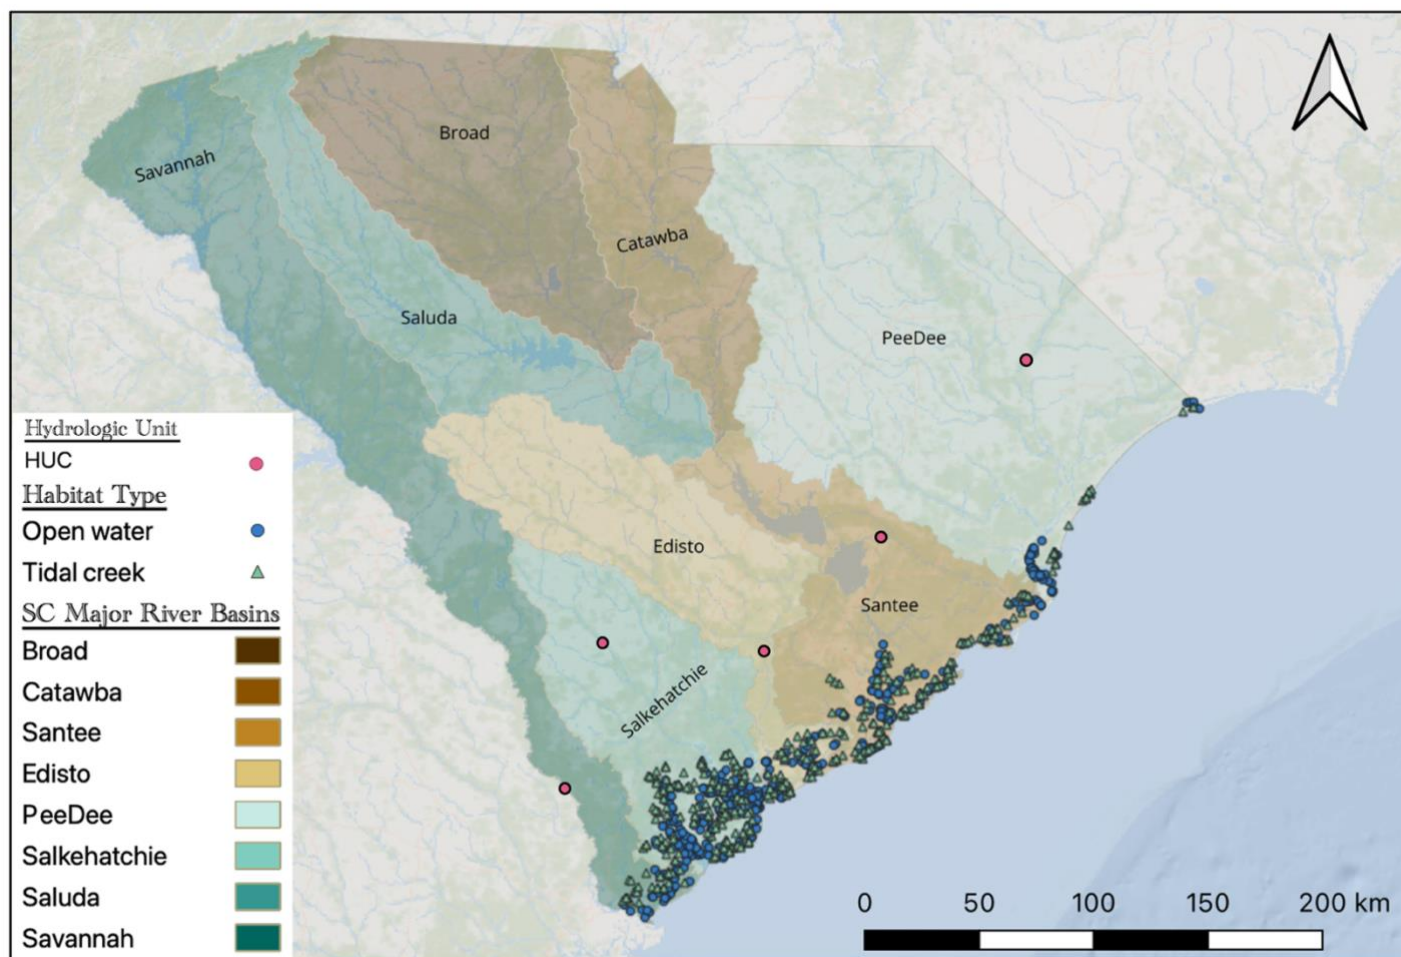 Broad
Savannah
Catawba
Saluda
PeeDee
Edisto
Santee
Salkehatchie
Hydrologic Unit
HUC
Habitat Type
Open water
Tidal creek
SC Major River Basins
Broad
Catawba
Santee
Edisto
PeeDee
Salkehatchie
Saluda
Savannah
0 50 100 150 200 km